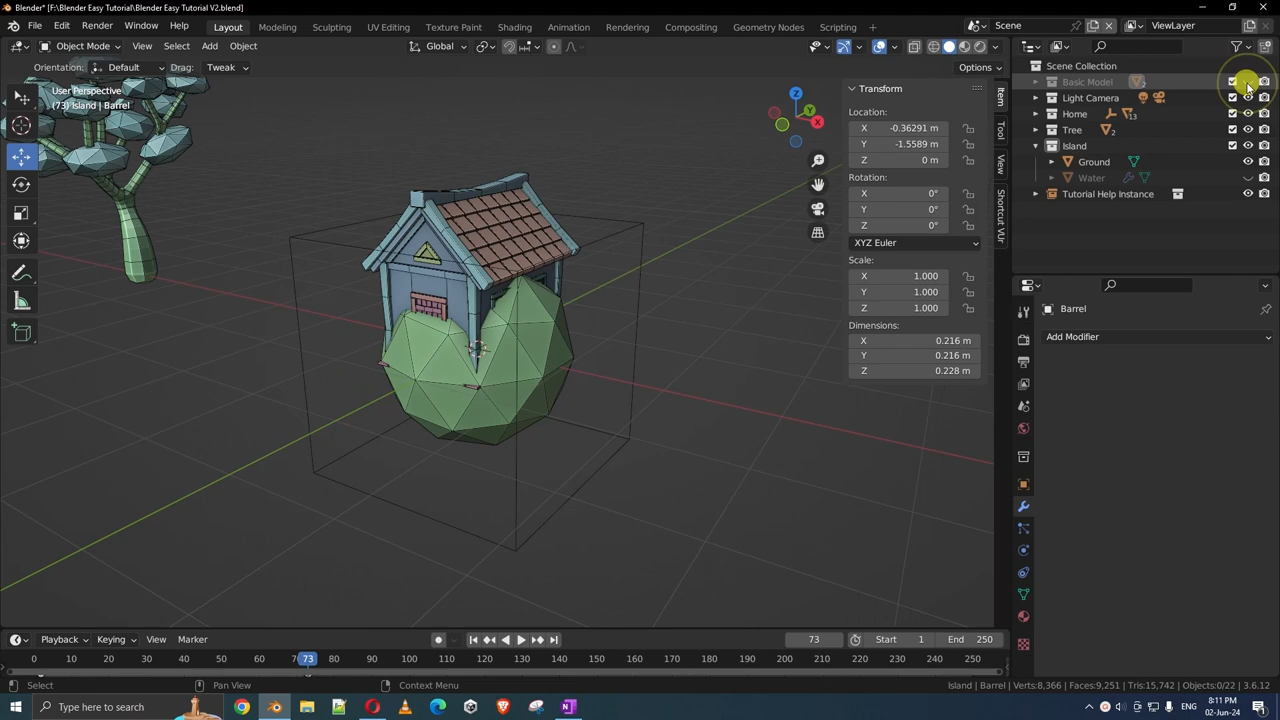 Blender* [F:\Blender Easy Tutorial\Blender Easy Tutorial V2.blend]
File Edit Render Window Help Layout Modeling Sculpting UV Editing Texture Paint Shading Animation Rendering Compositing Geometry Nodes Scene ViewLayer
Object Mode View Select Add Object Global
Orientation: Default Drag: Tweak Options
User Perspective
(73) Island | Barrel
Z
Y
X
Transform
Location:
X -0.36291 m
Y -1.5589 m
Z 0 m
Rotation:
X 0°
Y 0°
Z 0°
XYZ Euler
Scale:
X 1.000
Y 1.000
Z 1.000
Dimensions:
X 0.216 m
Y 0.216 m
Z 0.228 m
Item
Tool
View
Shortcut VUr
Scene Collection
Basic Model 2
Light Camera
Home 13
Tree 2
Island
Ground
Water
Tutorial Help Instance
Barrel
Add Modifier
Playback Keying View Marker 73 Start 1 End 250
0 10 20 30 40 50 60 7 73 80 90 100 110 120 130 140 150 160 170 180 190 200 210 220 230 240 250
Select Pan View Context Menu Island | Barrel | Verts:8,366 | Faces:9,251 | Tris:15,742 | Objects:0/22 | 3.6.12
Type here to search
8:11 PM
02-Jun-24